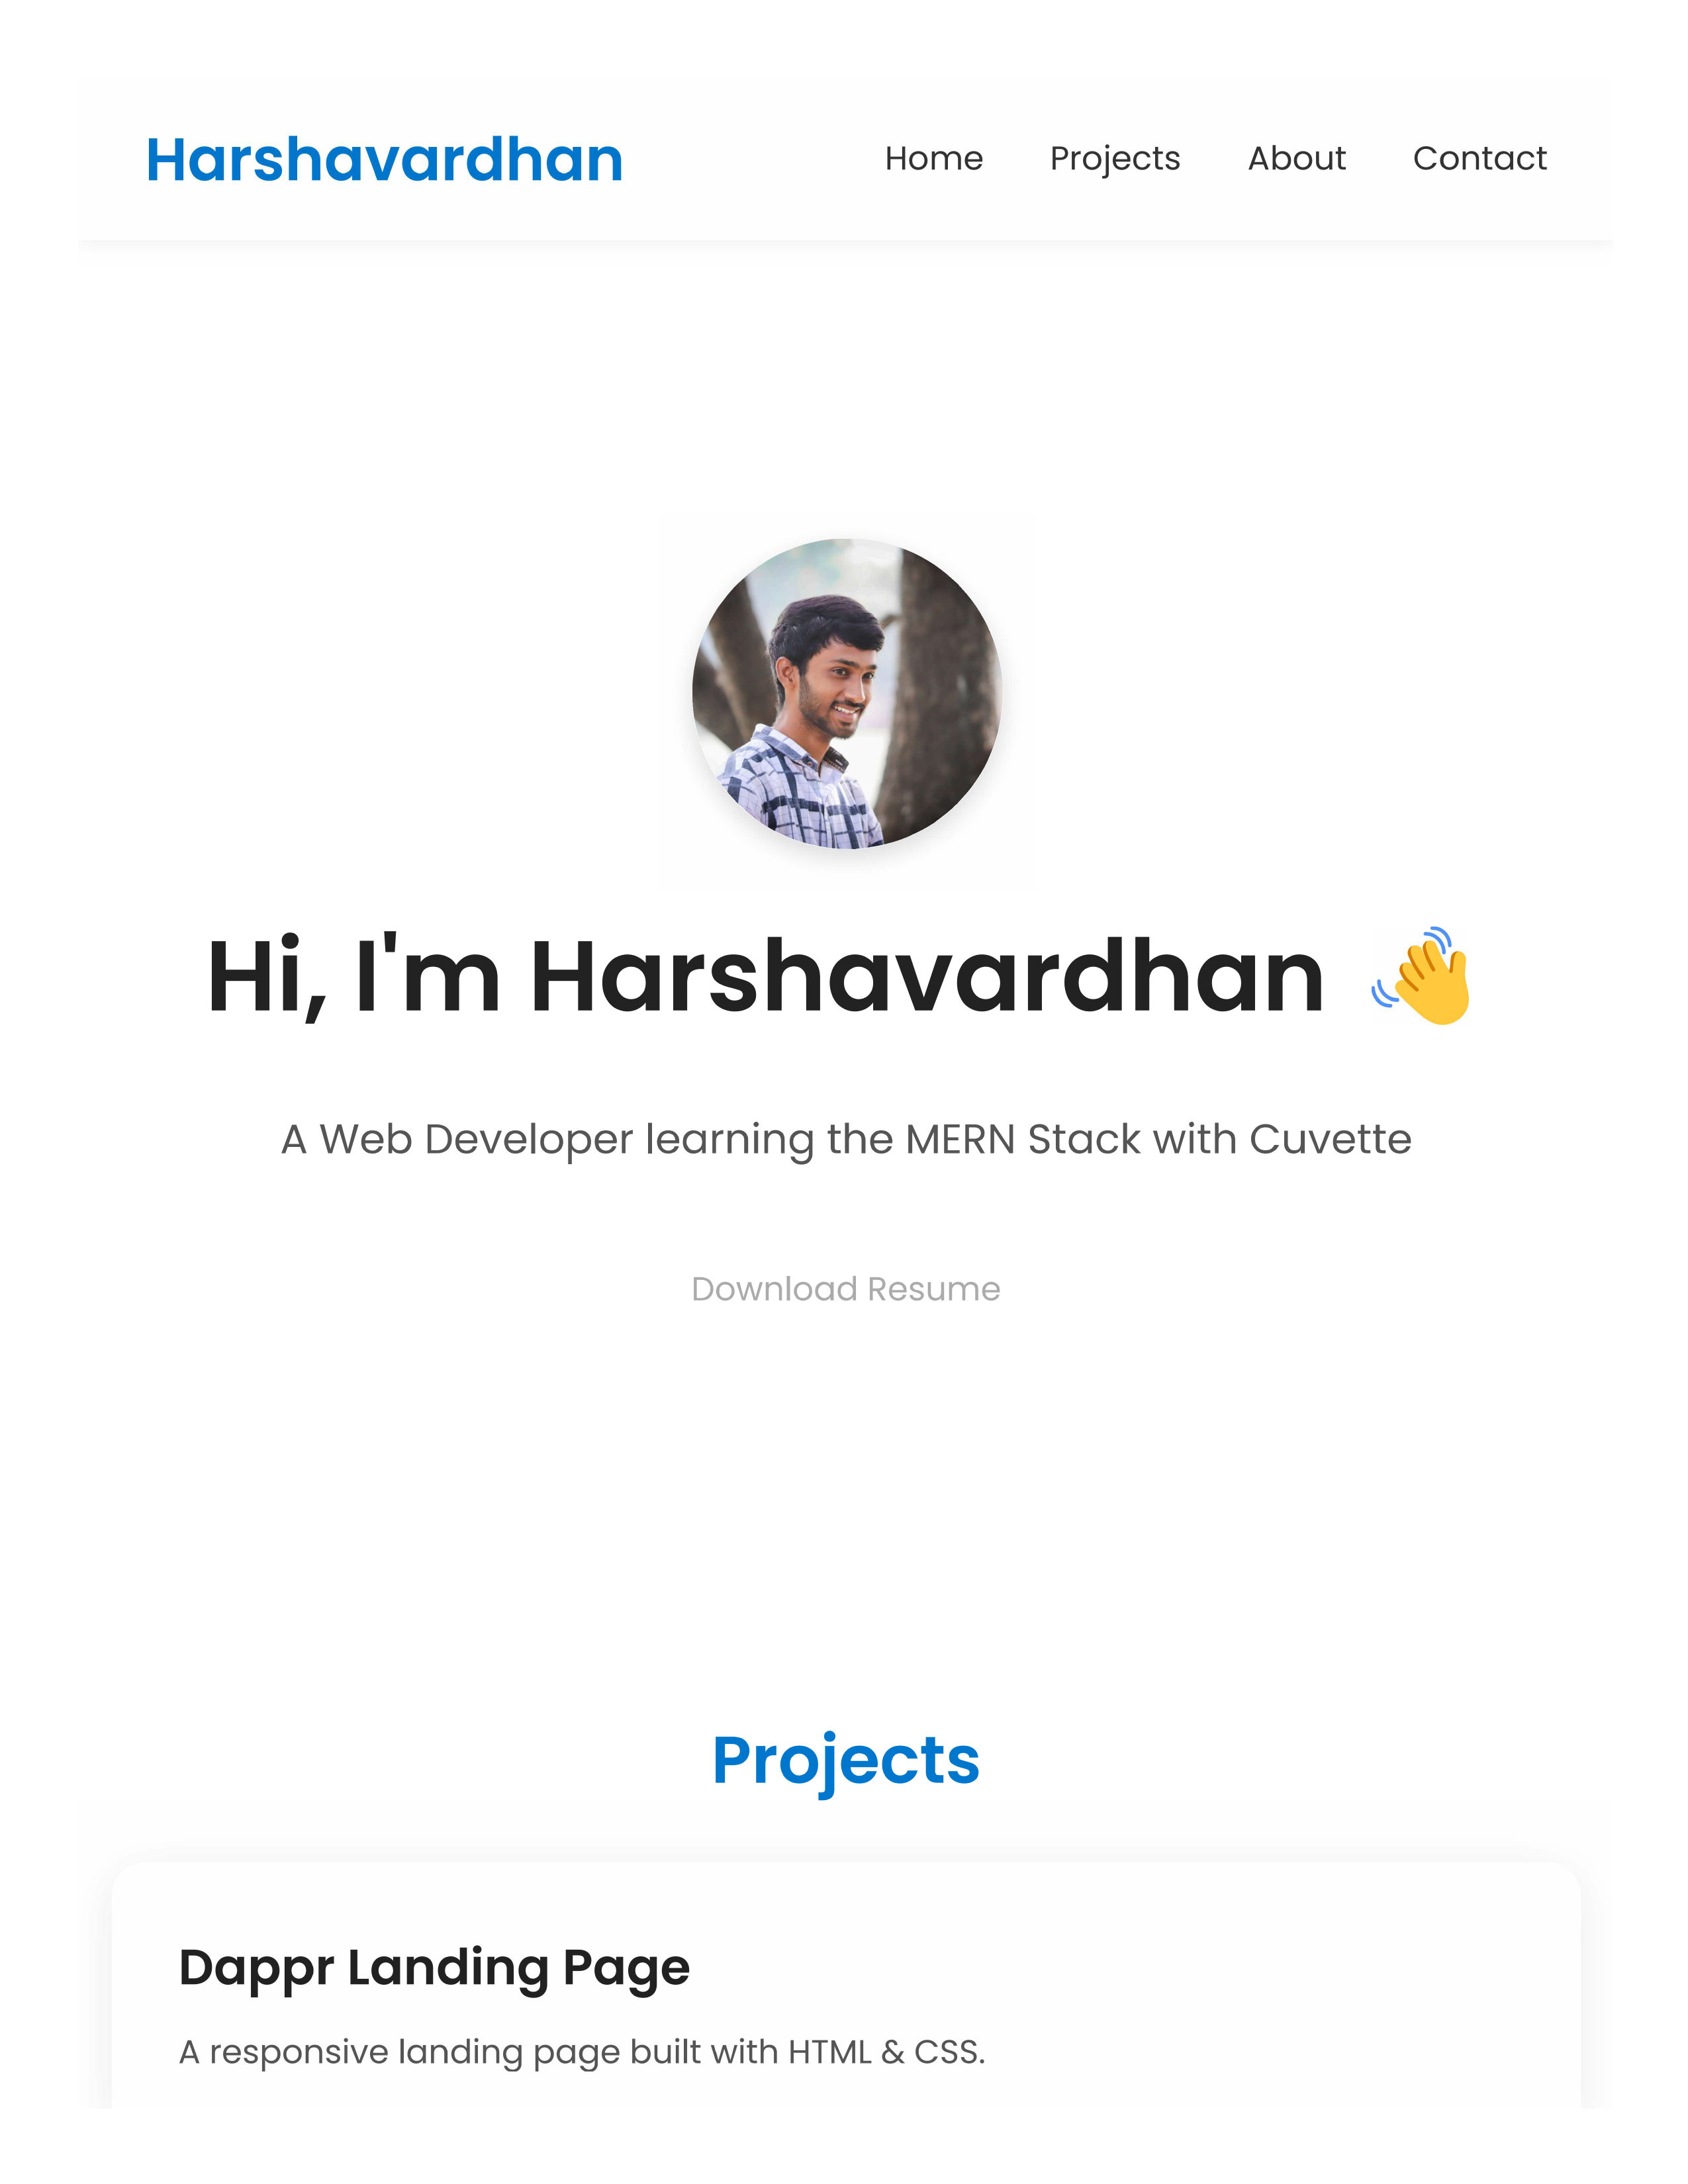 Harshavardhan
Home Projects About Contact
Hi, I'm Harshavardhan 👋
A Web Developer learning the MERN Stack with Cuvette
Download Resume
Projects
Dappr Landing Page
A responsive landing page built with HTML & CSS.